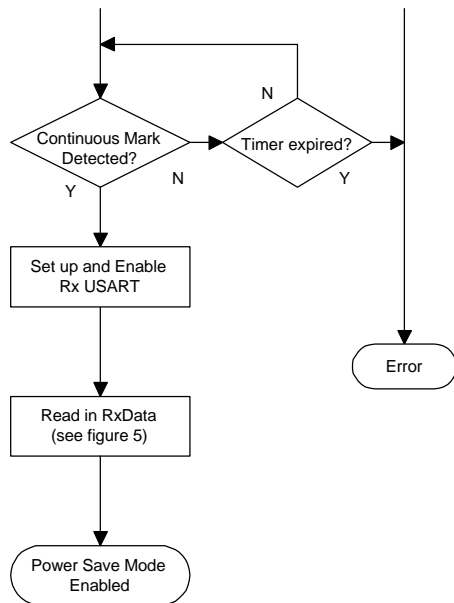 N
Continuous Mark
Detected?
Timer expired?
Y
N
Y
Set up and Enable
Rx USART
Error
Read in RxData
(see figure 5)
Power Save Mode
Enabled